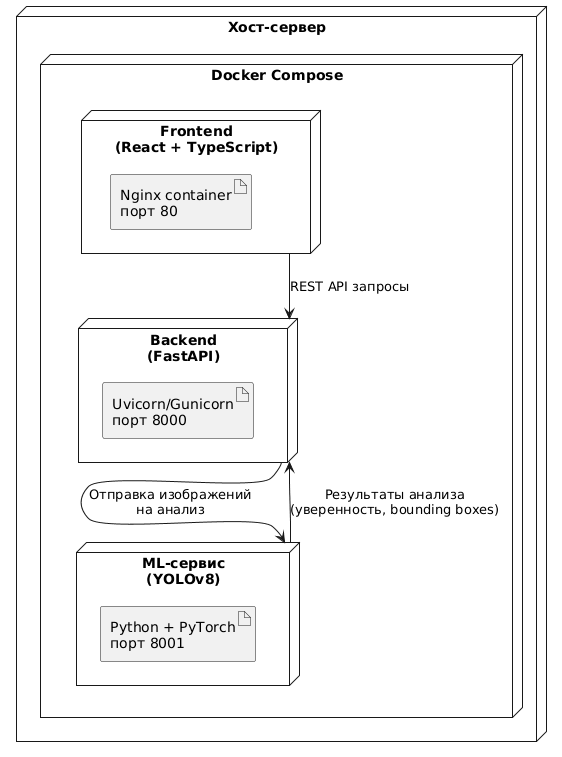 Хост-сервер
Docker Compose
Frontend
(React + TypeScript)
Nginx container
порт 80
REST API запросы
Backend
(FastAPI)
Uvicorn/Gunicorn
порт 8000
Отправка изображений
на анализ
Результаты анализа
(уверенность, bounding boxes)
ML-сервис
(YOLOv8)
Python + PyTorch
порт 8001